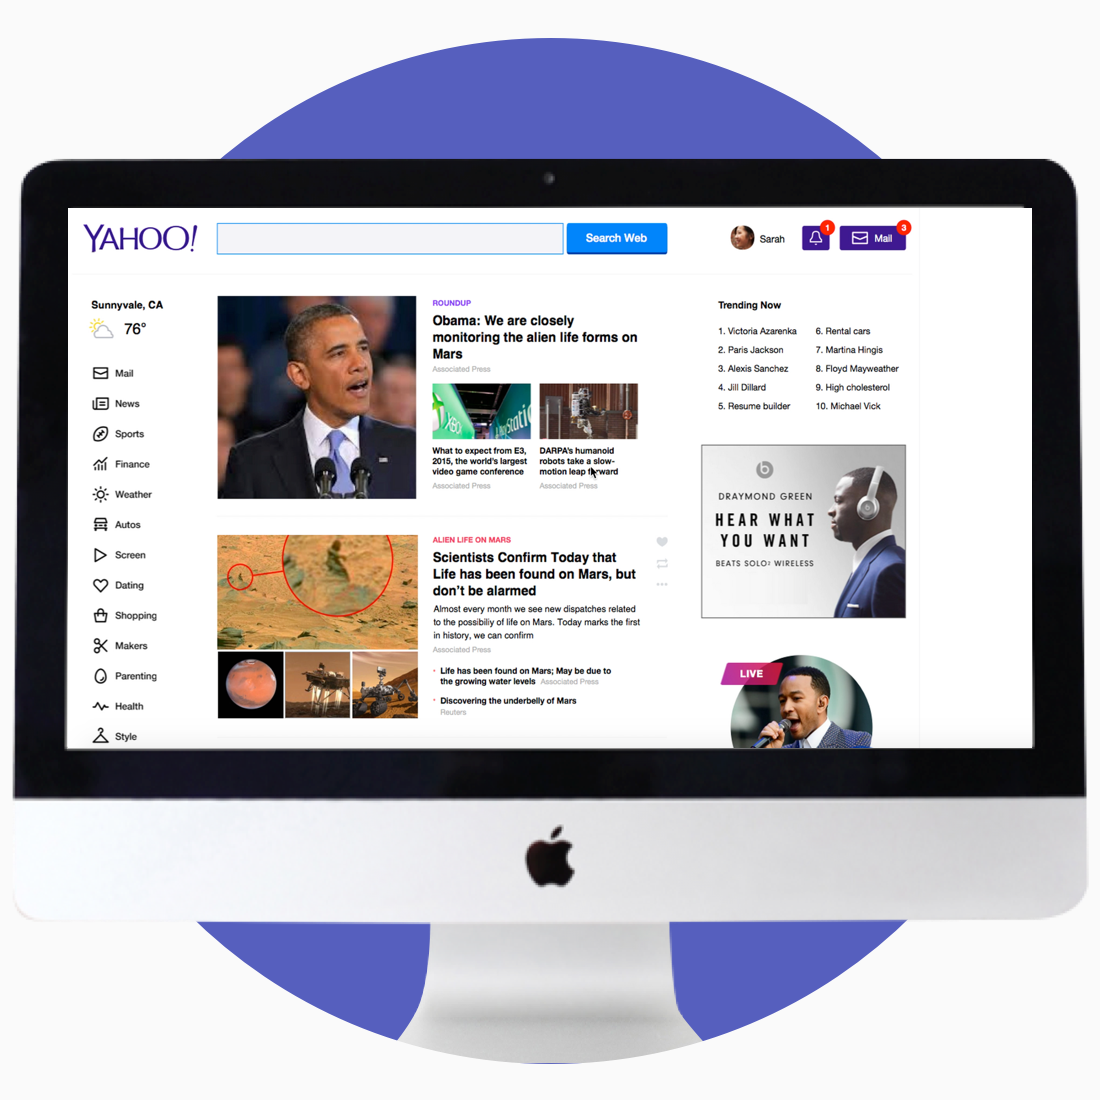 YAHOO!
Search Web
Sarah
1
Mail
3
Sunnyvale, CA
76°
Mail
News
Sports
Finance
Weather
Autos
Screen
Dating
Shopping
Makers
Parenting
Health
Style
ROUNDUP
Obama: We are closely
monitoring the alien life forms on
Mars
Associated Press
XBO
PlayStatio
What to expect from E3,
2015, the world's largest
video game conference
Associated Press
DARPA's humanoid
robots take a slow-
motion leap forward
Associated Press
ALIEN LIFE ON MARS
Scientists Confirm Today that
Life has been found on Mars, but
don't be alarmed
Almost every month we see new dispatches related
to the possibiliy of life on Mars. Today marks the first
in history, we can confirm
Associated Press
Life has been found on Mars; May be due to
the growing water levels Associated Press
Discovering the underbelly of Mars
Reuters
Trending Now
1. Victoria Azarenka
2. Paris Jackson
3. Alexis Sanchez
4. Jill Dillard
5. Resume builder
6. Rental cars
7. Martina Hingis
8. Floyd Mayweather
9. High cholesterol
10. Michael Vick
b
DRAYMOND GREEN
HEAR WHAT
YOU WANT
BEATS SOLO2 WIRELESS
LIVE